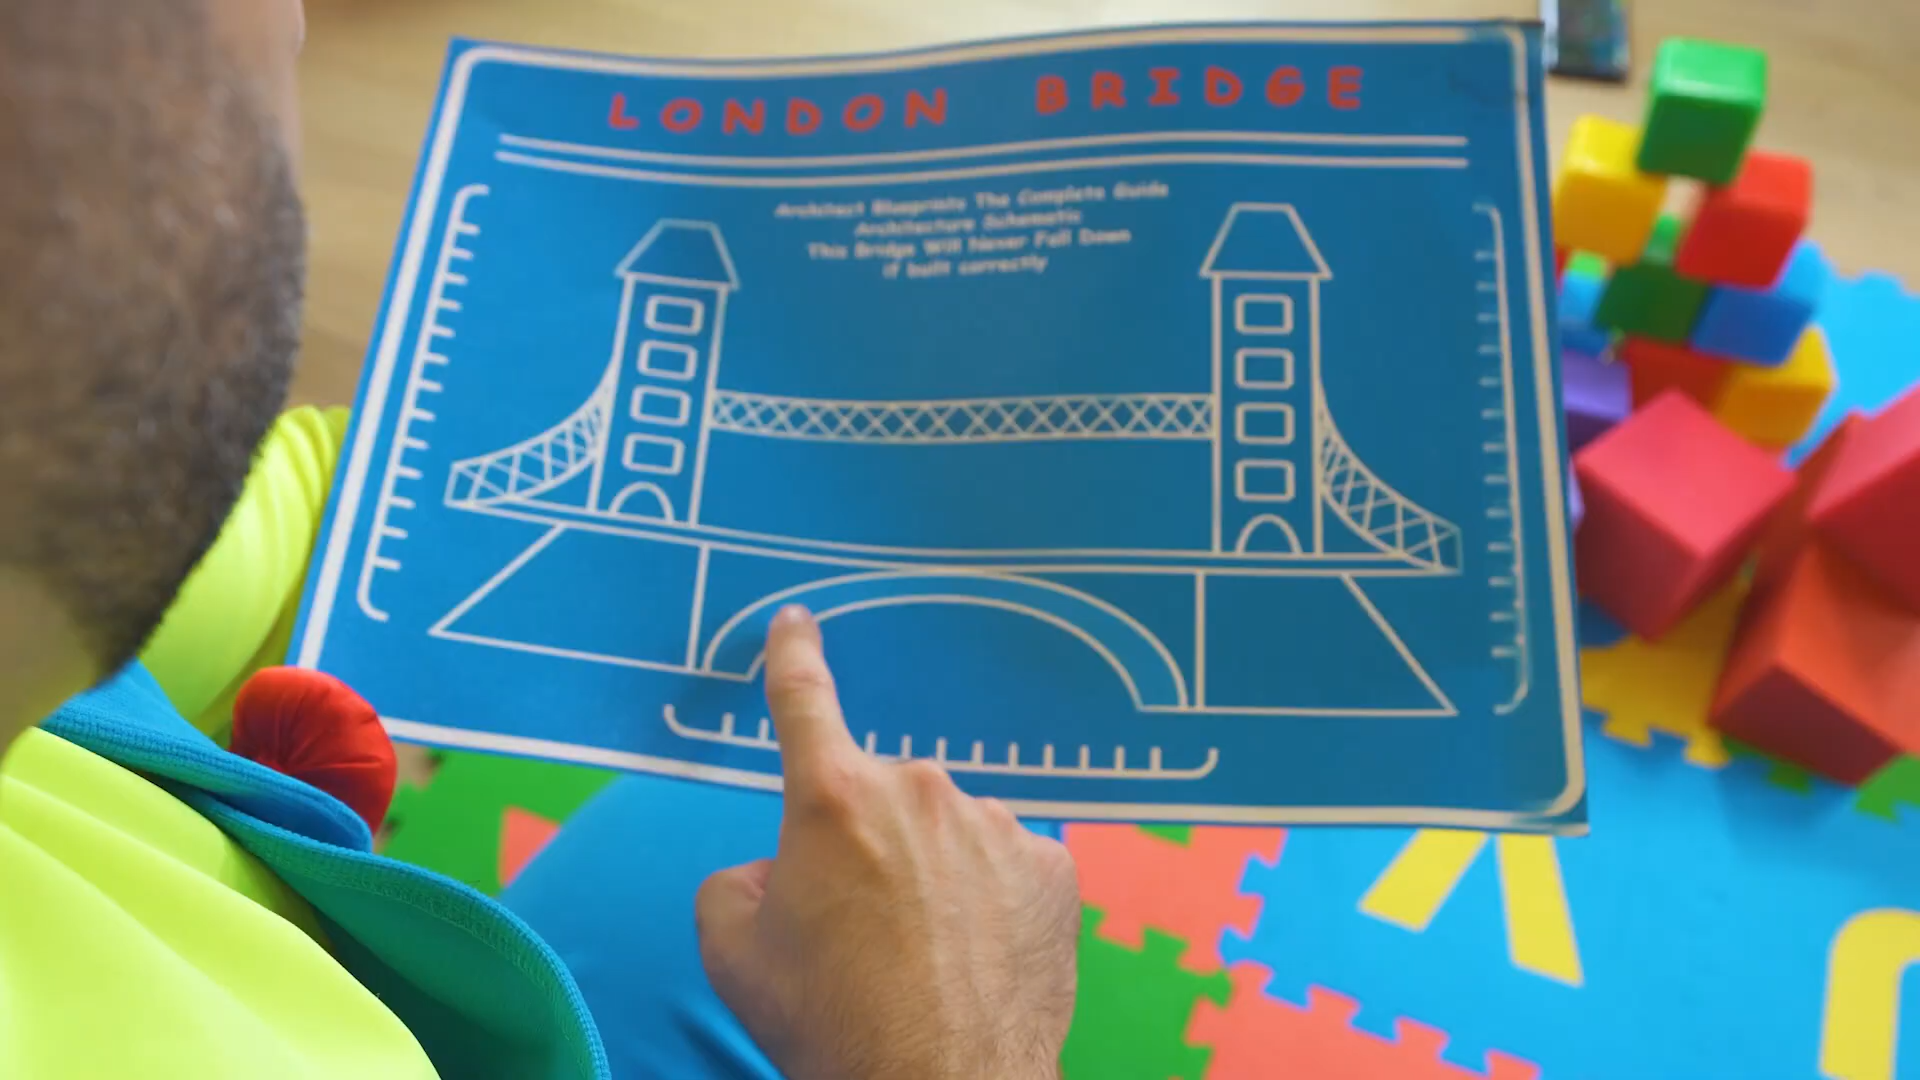 LONDON BRIDGE
Architect Blueprints The Complete Guide
Architecture Schematic
This Bridge Will Never Fall Down
if built correctly